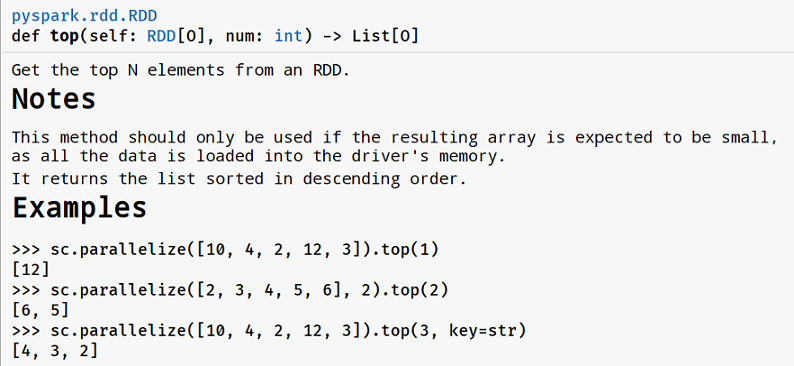 pyspark.rdd.RDD
def top(self: RDD[O], num: int) -> List[O]
Get the top N elements from an RDD.
Notes
This method should only be used if the resulting array is expected to be small,
as all the data is loaded into the driver's memory.
It returns the list sorted in descending order.
Examples
>>> sc.parallelize([10, 4, 2, 12, 3]).top(1)
[12]
>>> sc.parallelize([2, 3, 4, 5, 6], 2).top(2)
[6, 5]
>>> sc.parallelize([10, 4, 2, 12, 3]).top(3, key=str)
[4, 3, 2]